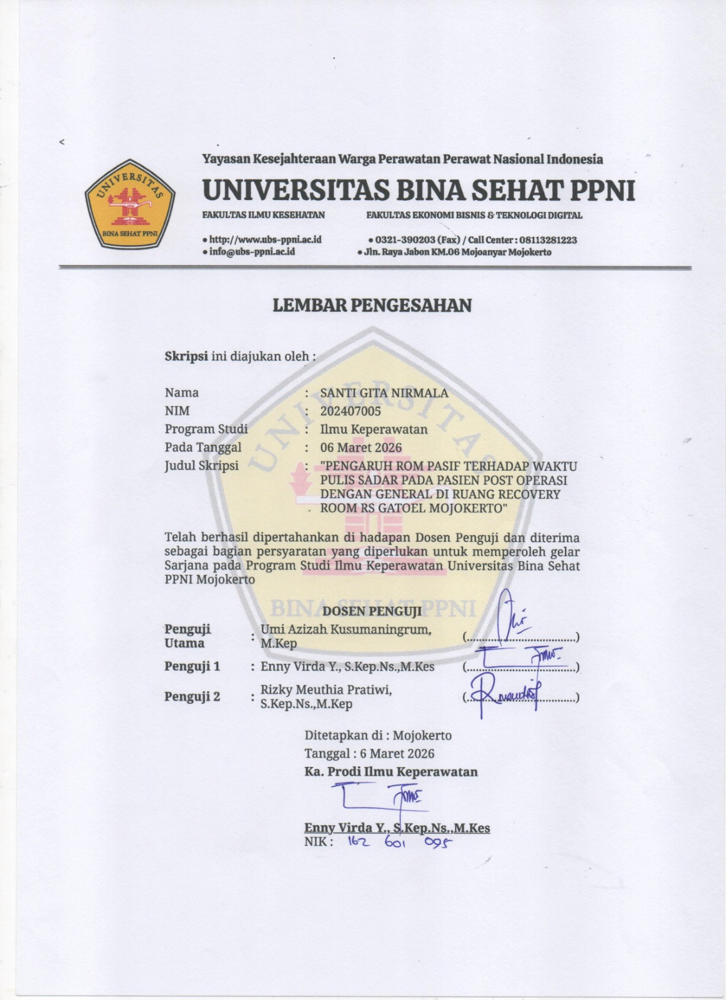 <
Yayasan Kesejahteraan Warga Perawatan Perawat Nasional Indonesia
UNIVERSITAS BINA SEHAT PPNI
FAKULTAS ILMU KESEHATAN FAKULTAS EKONOMI BISNIS & TEKNOLOGI DIGITAL
• http://www.ubs-ppni.ac.id • 0321-390203 (Fax) / Call Center : 08113281223
• info@ubs-ppni.ac.id • Jln. Raya Jabon KM.06 Mojoanyar Mojokerto
UNIVERSITAS
BINA SEHAT PPNI
LEMBAR PENGESAHAN
Skripsi ini diajukan oleh :
Nama : SANTI GITA NIRMALA
NIM : 202407005
Program Studi : Ilmu Keperawatan
Pada Tanggal : 06 Maret 2026
Judul Skripsi : "PENGARUH ROM PASIF TERHADAP WAKTU
PULIS SADAR PADA PASIEN POST OPERASI
DENGAN GENERAL DI RUANG RECOVERY
ROOM RS GATOEL MOJOKERTO"
Telah berhasil dipertahankan di hadapan Dosen Penguji dan diterima
sebagai bagian persyaratan yang diperlukan untuk memperoleh gelar
Sarjana pada Program Studi Ilmu Keperawatan Universitas Bina Sehat
PPNI Mojokerto
UNIVERSITAS
BINA SEHAT PPNI
DOSEN PENGUJI
Penguji Utama : Umi Azizah Kusumaningrum,
M.Kep (................................)
Penguji 1 : Enny Virda Y., S.Kep.Ns.,M.Kes (................................)
Penguji 2 : Rizky Meuthia Pratiwi,
S.Kep.Ns.,M.Kep (................................)
Ditetapkan di : Mojokerto
Tanggal : 6 Maret 2026
Ka. Prodi Ilmu Keperawatan
Enny Virda Y., S.Kep.Ns.,M.Kes
NIK : 162 601 095